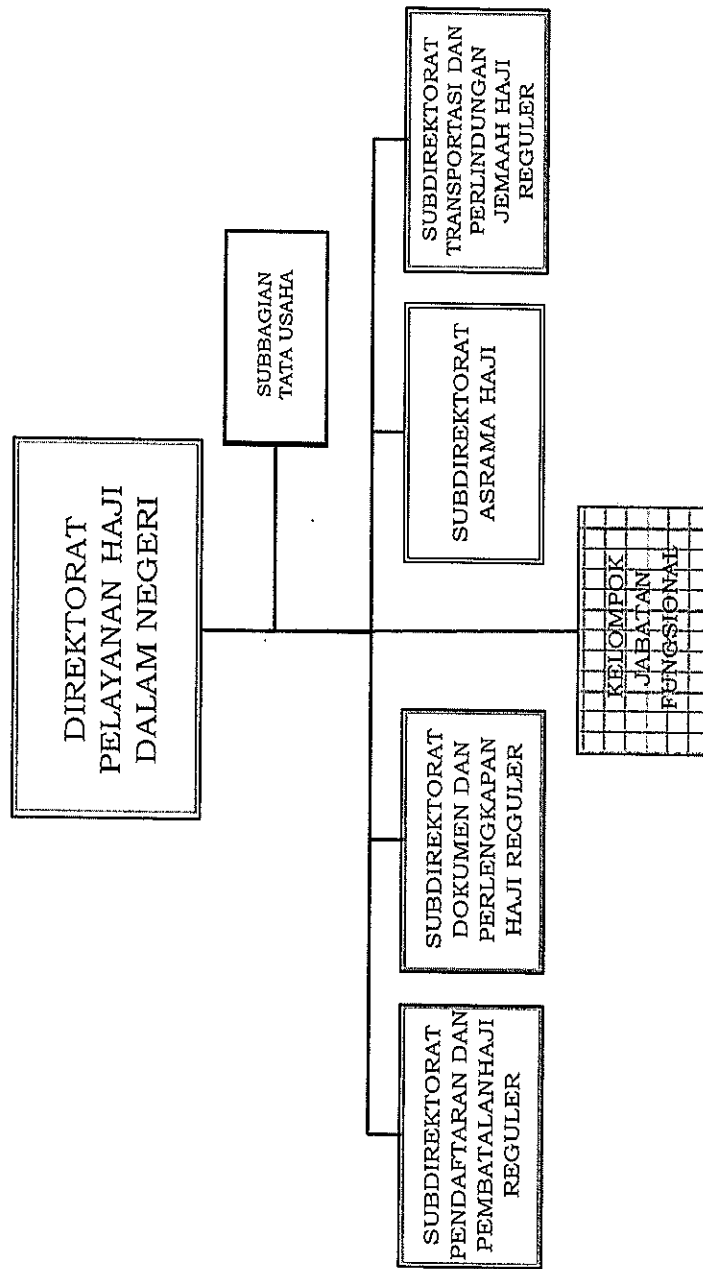 DIREKTORAT
PELAYANAN HAJI
DALAM NEGERI
SUBBAGIAN
TATA USAHA
SUBDIREKTORAT
PENDAFTARAN DAN
PEMBATALANHAJI
REGULER
SUBDIREKTORAT
DOKUMEN DAN
PERLENGKAPAN
HAJI REGULER
SUBDIREKTORAT
ASRAMA HAJI
SUBDIREKTORAT
TRANSPORTASI DAN
PERLINDUNGAN
JEMAAH HAJI
REGULER
KELOMPOK
JABATAN
FUNGSIONAL